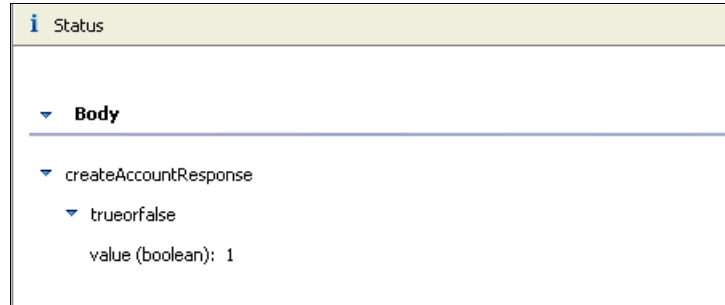 i Status
Body
createAccountResponse
trueorfalse
value (boolean): 1